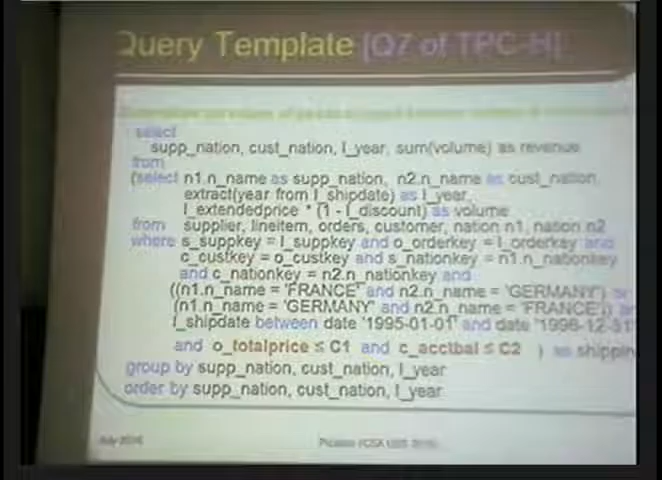 Query Template [Q7 of TPC-H]
select
supp_nation, cust_nation, l_year, sum(volume) as revenue
from
(select n1.n_name as supp_nation, n2.n_name as cust_nation,
extract(year from l_shipdate) as l_year,
l_extendedprice * (1 - l_discount) as volume
from supplier, lineitem, orders, customer, nation n1, nation n2
where s_suppkey = l_suppkey and o_orderkey = l_orderkey and
c_custkey = o_custkey and s_nationkey = n1.n_nationkey
and c_nationkey = n2.n_nationkey and
((n1.n_name = 'FRANCE' and n2.n_name = 'GERMANY') or
(n1.n_name = 'GERMANY' and n2.n_name = 'FRANCE')) an
l_shipdate between date '1995-01-01' and date '1996-12-31'
and o_totalprice ≤ C1 and c_acctbal ≤ C2 ) as shippin
group by supp_nation, cust_nation, l_year
order by supp_nation, cust_nation, l_year
July
Picasso